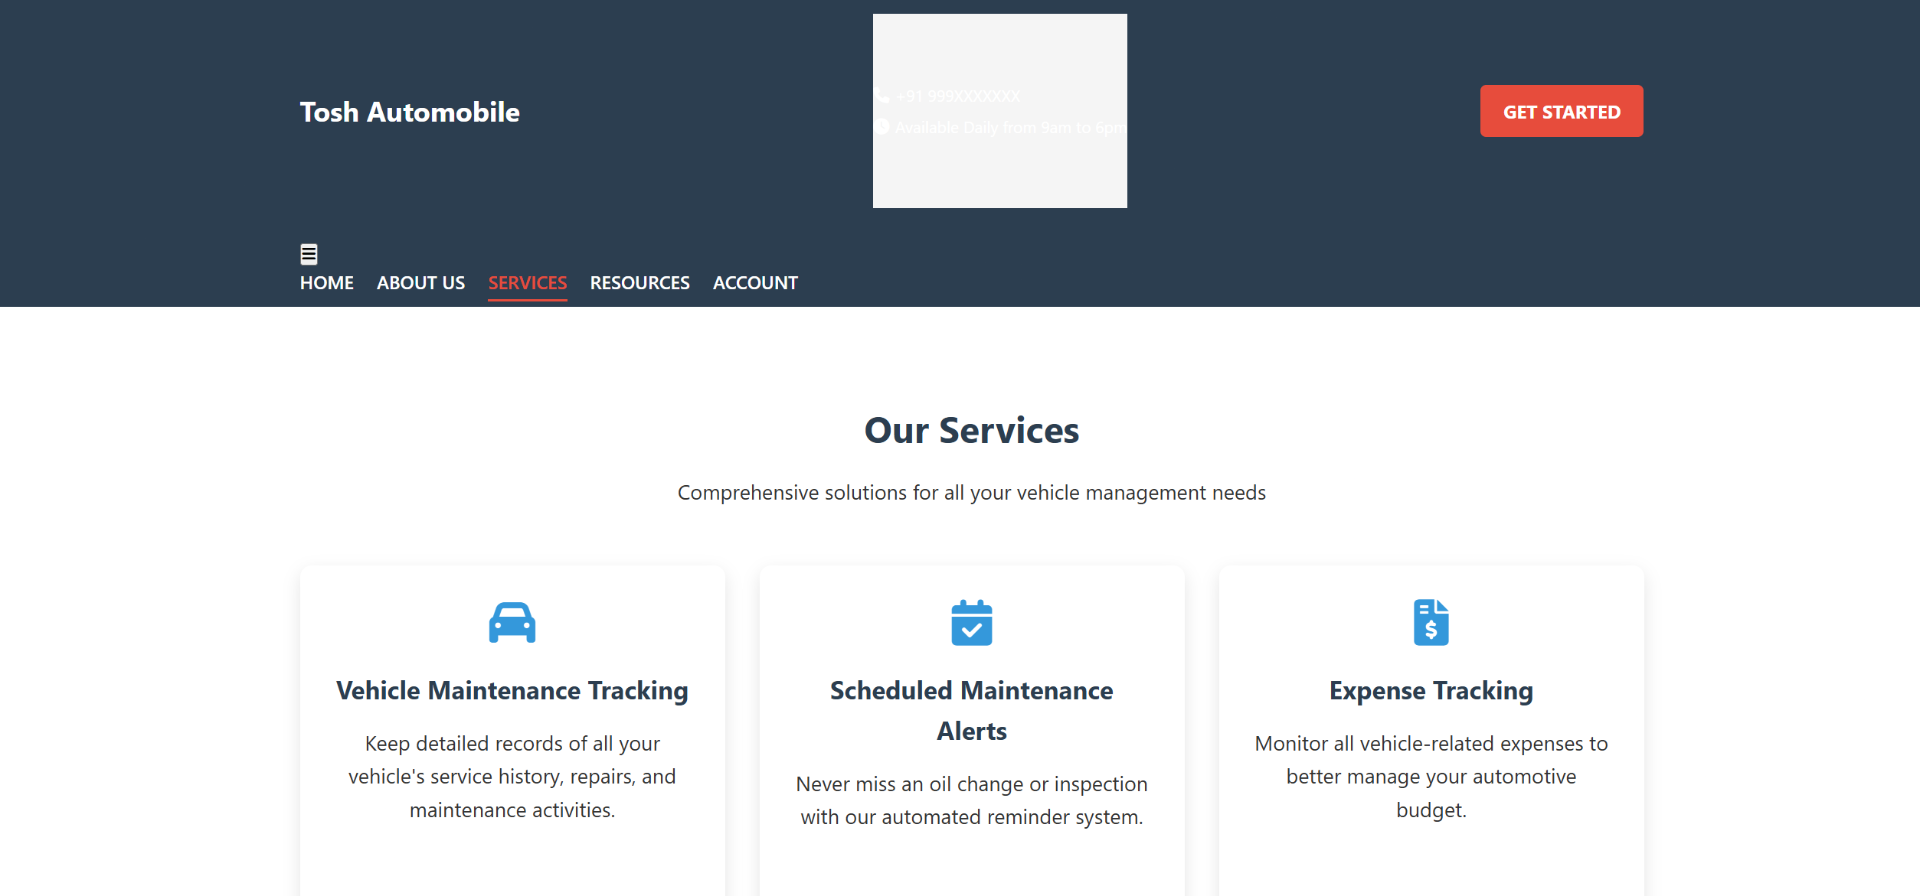 Tosh Automobile
+91 999XXXXXXX
Available Daily from 9am to 6pm
GET STARTED
HOME ABOUT US SERVICES RESOURCES ACCOUNT
Our Services
Comprehensive solutions for all your vehicle management needs
Vehicle Maintenance Tracking
Keep detailed records of all your
vehicle's service history, repairs, and
maintenance activities.
Scheduled Maintenance
Alerts
Never miss an oil change or inspection
with our automated reminder system.
Expense Tracking
Monitor all vehicle-related expenses to
better manage your automotive
budget.